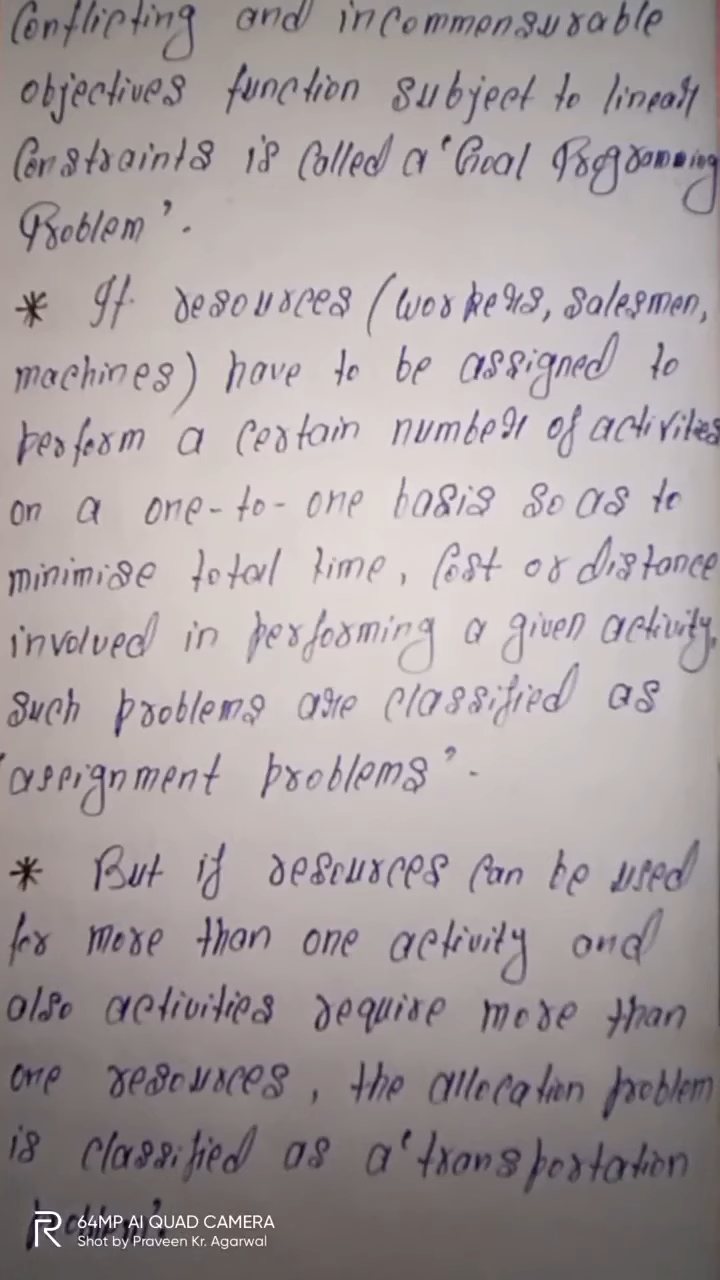 Conflicting and incommensurable
objectives function subject to linear
Constraints is Called a 'Goal Programming
Problem'.
* If resources (workers, salesmen,
machines) have to be assigned to
perform a certain number of activites
on a one-to-one basis so as to
minimise total time, Cost or distance
involved in performing a given activity,
such problems are classified as
'assignment problems'.
* But if resources Can be used
for more than one activity and
also activities require more than
one resources, the allocation problem
is classified as a 'transportation
problem'.
64MP AI QUAD CAMERA
Shot by Praveen Kr. Agarwal